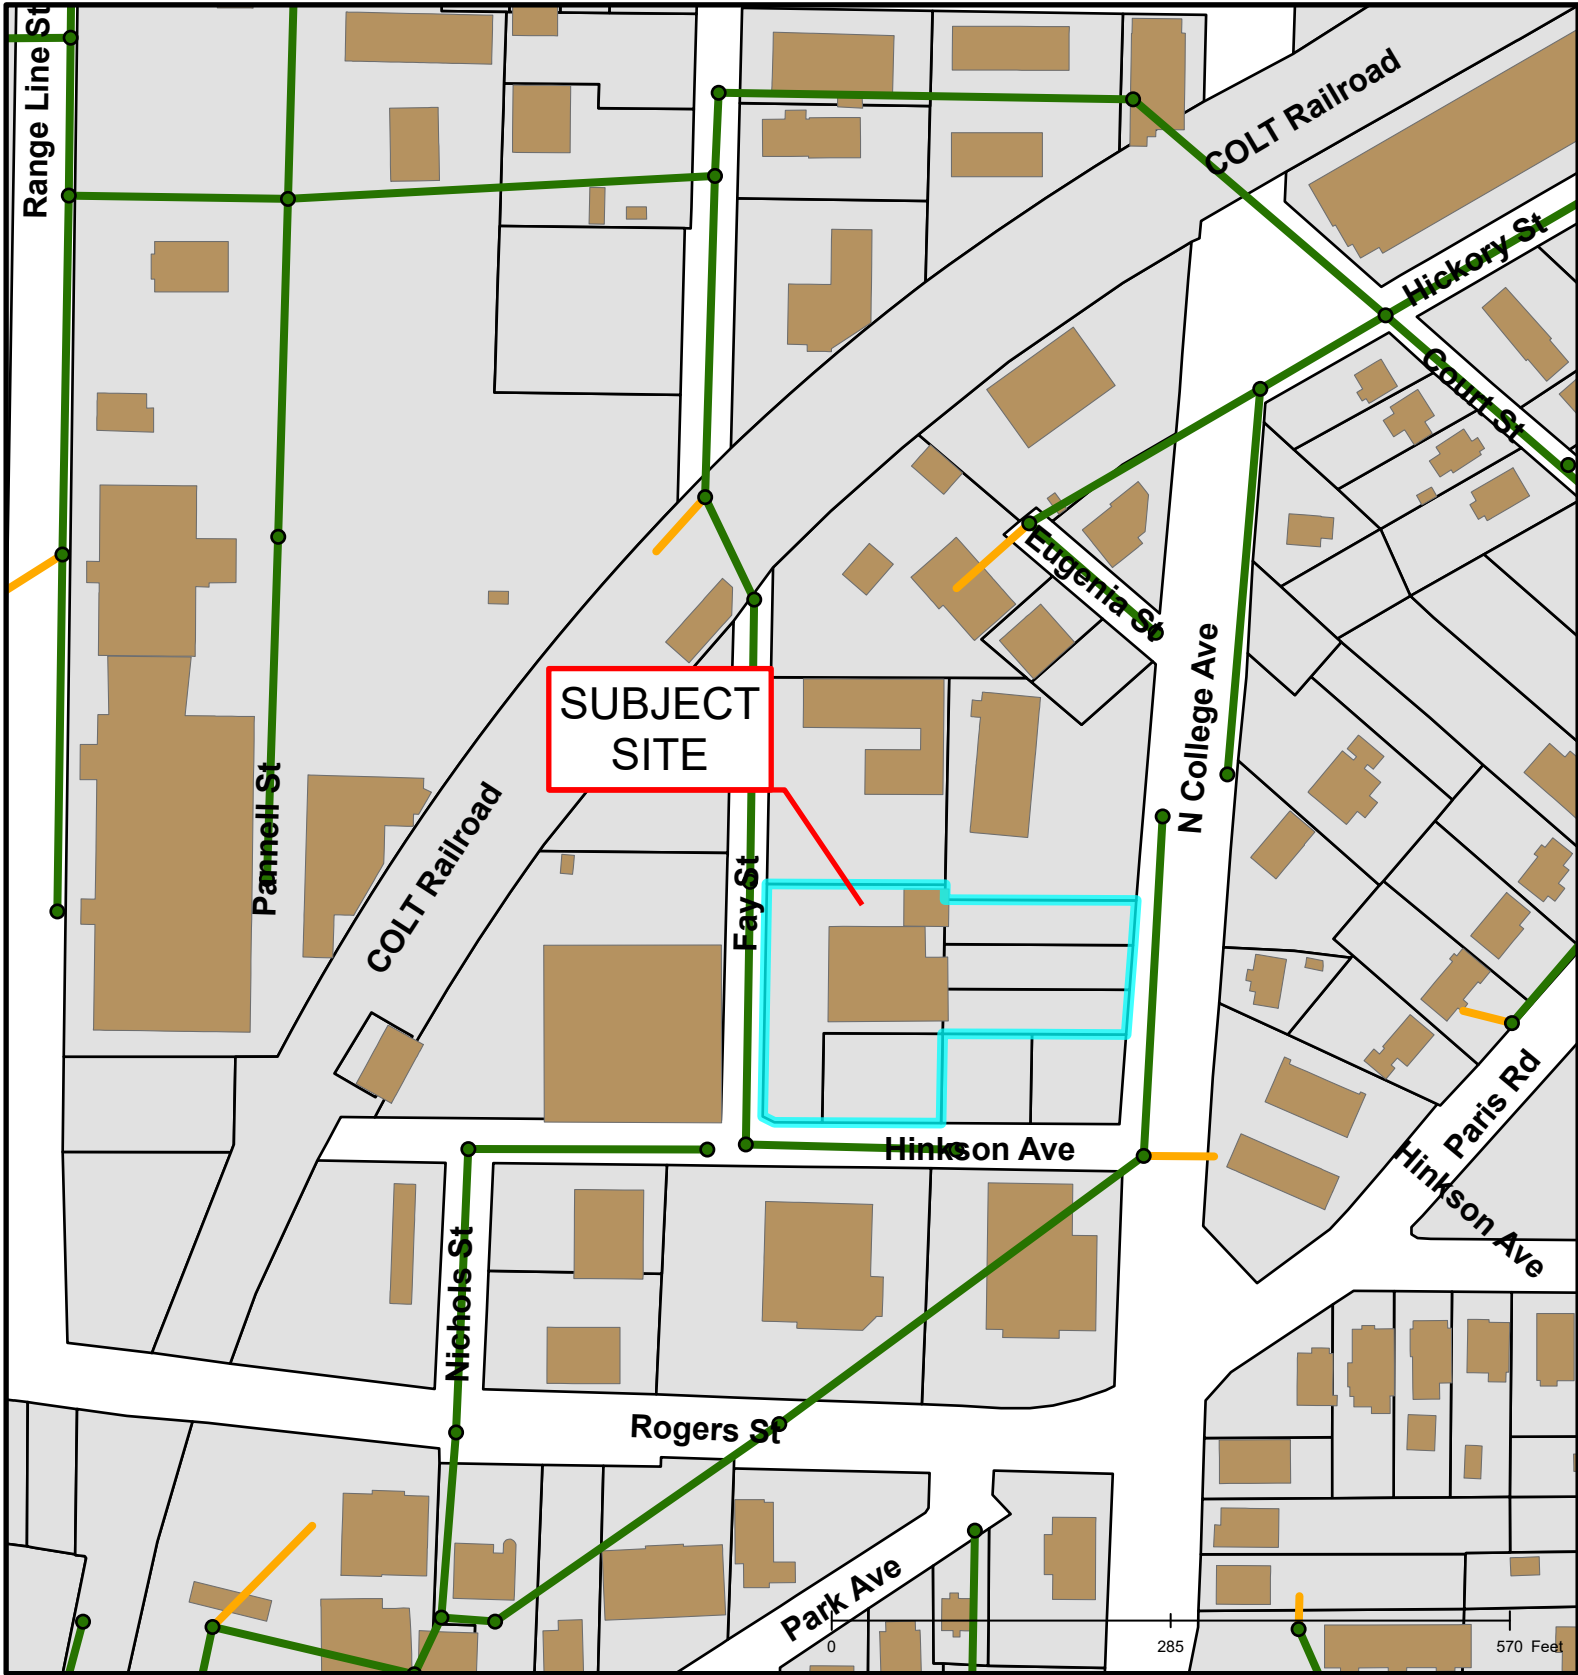 Range Line St
COLT Railroad
Hickory St
Court St
Eugenia St
N College Ave
SUBJECT
SITE
Pannell St
COLT Railroad
Fay St
Paris Rd
Hinkson Ave
Hinkson Ave
Nichols St
Rogers St
Park Ave
0 285 570 Feet